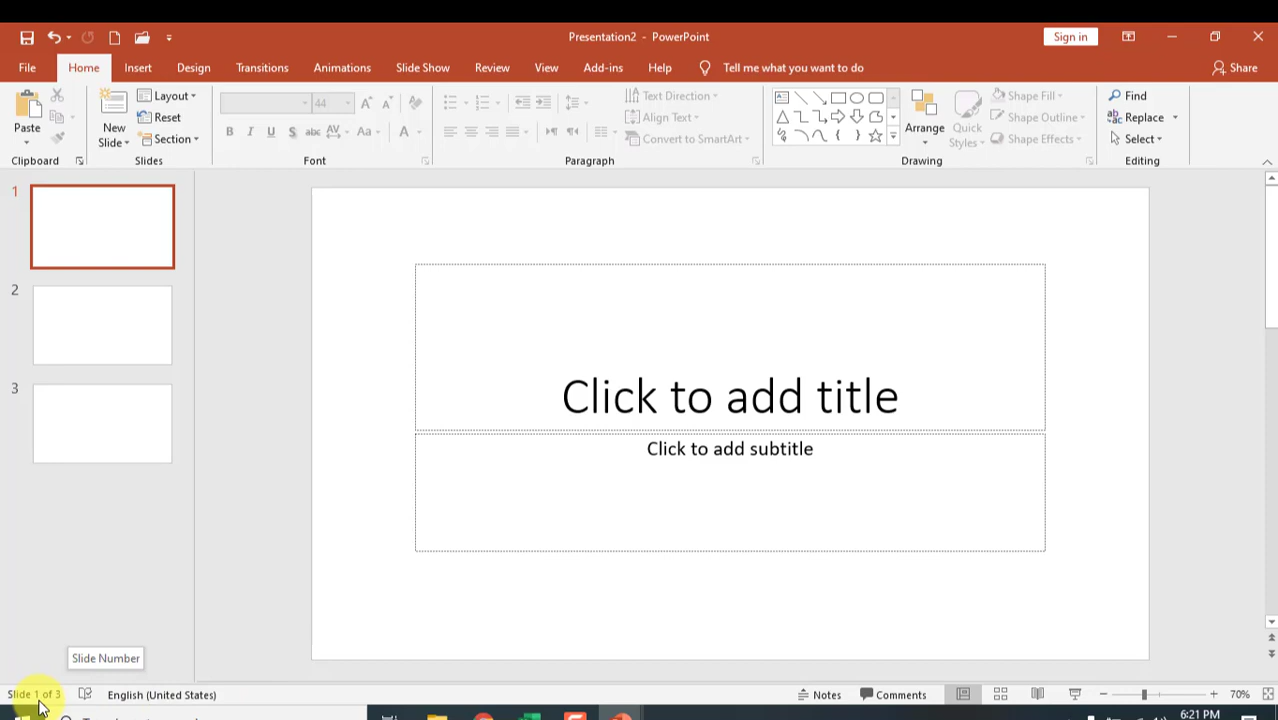 Presentation2 - PowerPoint
Sign in
File Home Insert Design Transitions Animations Slide Show Review View Add-ins Help Tell me what you want to do Share
Paste
New Slide
Layout
Reset
Section
44
B I U S abc AV Aa A
Text Direction
Align Text
Convert to SmartArt
Arrange
Quick Styles
Shape Fill
Shape Outline
Shape Effects
Find
Replace
Select
Clipboard Slides Font Paragraph Drawing Editing
1
2
3
Click to add title
Click to add subtitle
Slide Number
Slide 1 of 3 English (United States) Notes Comments 70%
6:21 PM